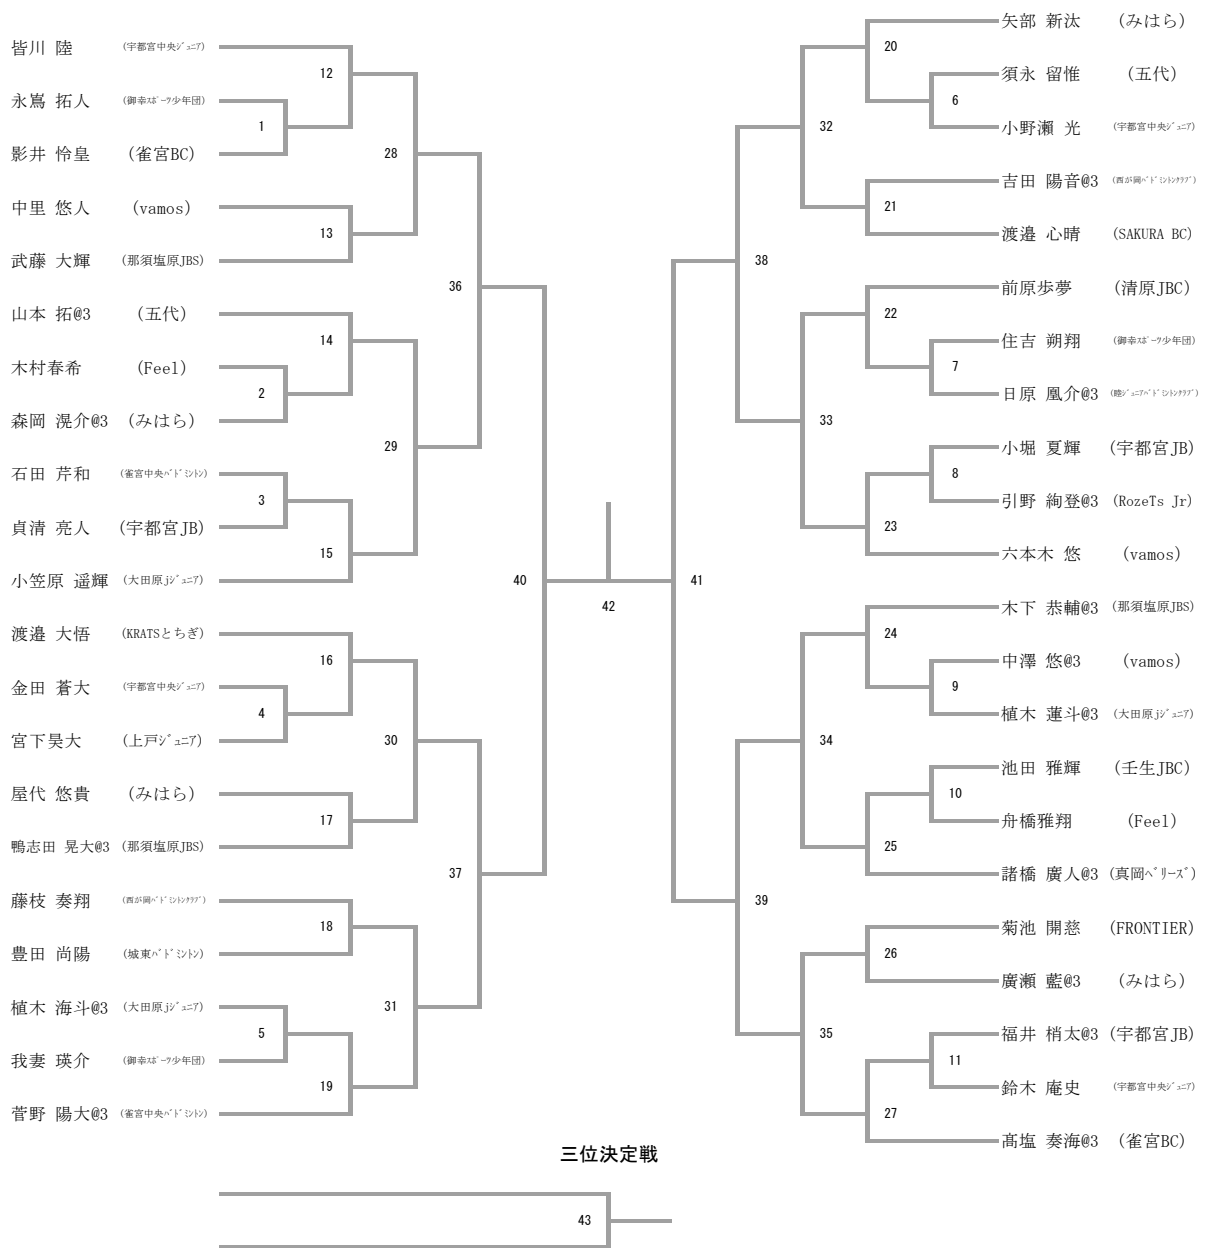 皆川 陸 (宇都宮中央ｼﾞｭﾆｱ)
永嶌 拓人 (御幸ｽﾎﾟｰﾂ少年団)
影井 怜皇 (雀宮BC)
中里 悠人 (vamos)
武藤 大輝 (那須塩原JBS)
山本 拓@3 (五代)
木村春希 (Feel)
森岡 滉介@3 (みはら)
石田 芹和 (雀宮中央ﾊﾞﾄﾞﾐﾝﾄﾝ)
貞清 亮人 (宇都宮JB)
小笠原 遥輝 (大田原jｼﾞｭﾆｱ)
渡邉 大悟 (KRATSとちぎ)
金田 蒼大 (宇都宮中央ｼﾞｭﾆｱ)
宮下昊大 (上戸ｼﾞｭﾆｱ)
屋代 悠貴 (みはら)
鴨志田 晃大@3 (那須塩原JBS)
藤枝 奏翔 (西が岡ﾊﾞﾄﾞﾐﾝﾄﾝｸﾗﾌﾞ)
豊田 尚陽 (城東ﾊﾞﾄﾞﾐﾝﾄﾝ)
植木 海斗@3 (大田原jｼﾞｭﾆｱ)
我妻 瑛介 (御幸ｽﾎﾟｰﾂ少年団)
菅野 陽大@3 (雀宮中央ﾊﾞﾄﾞﾐﾝﾄﾝ)
12
1
28
13
36
14
2
29
3
15
40
16
4
30
17
37
18
31
5
19
42
矢部 新汰 (みはら)
須永 留惟 (五代)
小野瀬 光 (宇都宮中央ｼﾞｭﾆｱ)
吉田 陽音@3 (西が岡ﾊﾞﾄﾞﾐﾝﾄﾝｸﾗﾌﾞ)
渡邉 心晴 (SAKURA BC)
前原歩夢 (清原JBC)
住吉 朔翔 (御幸ｽﾎﾟｰﾂ少年団)
日原 凰介@3 (睦ｼﾞｭﾆｱﾊﾞﾄﾞﾐﾝﾄﾝｸﾗﾌﾞ)
小堀 夏輝 (宇都宮JB)
引野 絢登@3 (RozeTs Jr)
六本木 悠 (vamos)
木下 恭輔@3 (那須塩原JBS)
中澤 悠@3 (vamos)
植木 蓮斗@3 (大田原jｼﾞｭﾆｱ)
池田 雅輝 (壬生JBC)
舟橋雅翔 (Feel)
諸橋 廣人@3 (真岡ﾍﾞﾘｰｽﾞ)
菊池 開慈 (FRONTIER)
廣瀬 藍@3 (みはら)
福井 梢太@3 (宇都宮JB)
鈴木 庵史 (宇都宮中央ｼﾞｭﾆｱ)
髙塩 奏海@3 (雀宮BC)
20
6
32
21
38
22
7
33
8
23
41
24
9
34
10
25
39
26
35
11
27
三位決定戦
43